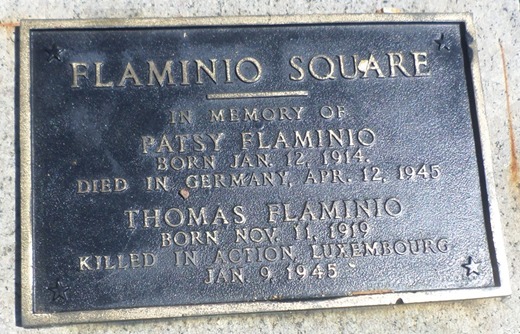 FLAMINIO SQUARE
IN MEMORY OF
PATSY FLAMINIO
BORN JAN. 12, 1914.
DIED IN GERMANY, APR. 12, 1945
THOMAS FLAMINIO
BORN NOV. 11, 1919
KILLED IN ACTION, LUXEMBOURG
JAN. 9, 1945